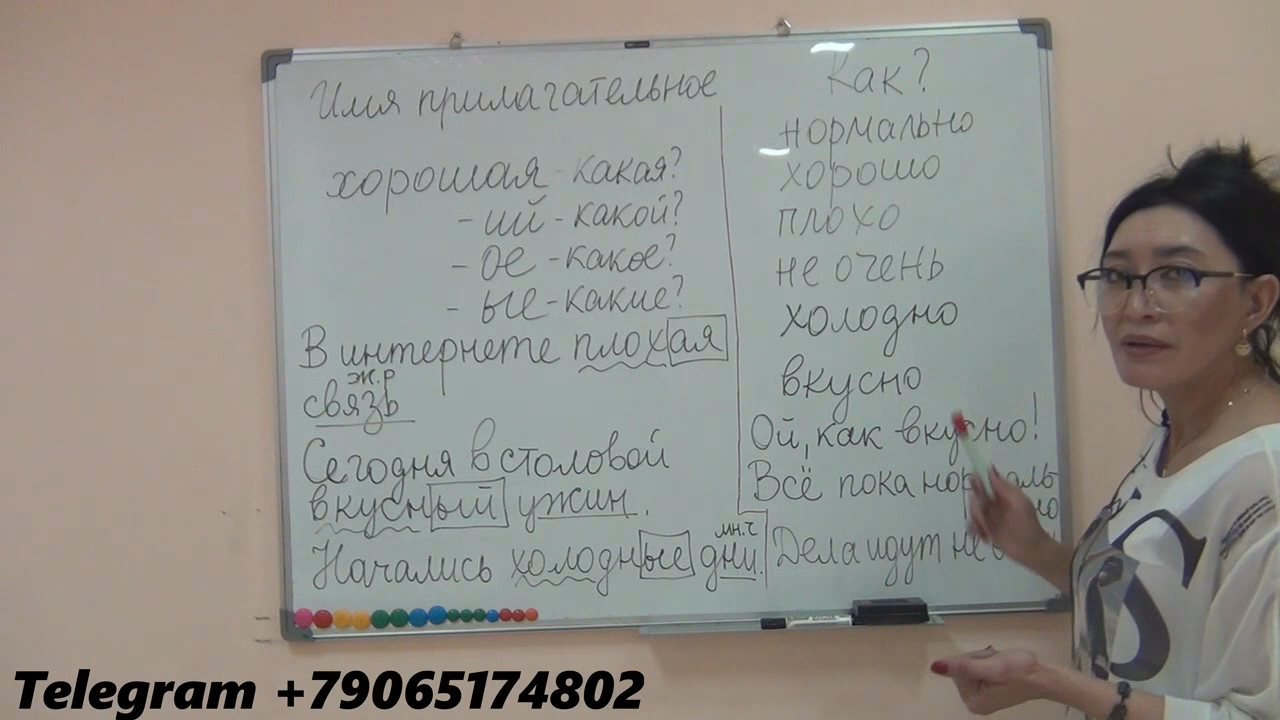 Имя прилагательное
хорошая - какая?
- ий - какой?
- ое - какое?
- ые - какие?
В интернете плохая
ж.р
связь
Сегодня в столовой
вкусный ужин.
мн.ч
Начались холодные дни.
Как?
нормально
хорошо
плохо
не очень
холодно
вкусно
Ой, как вкусно!
Всё пока нормаль-
но
Дела идут не
Telegram +79065174802